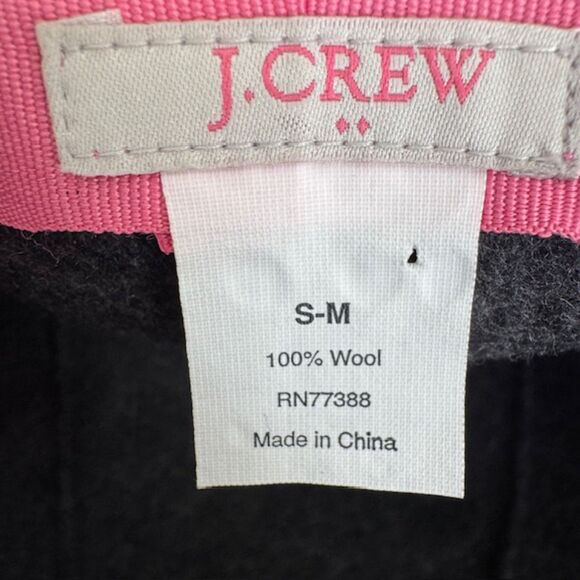 J.CREW
S-M
100% Wool
RN77388
Made in China